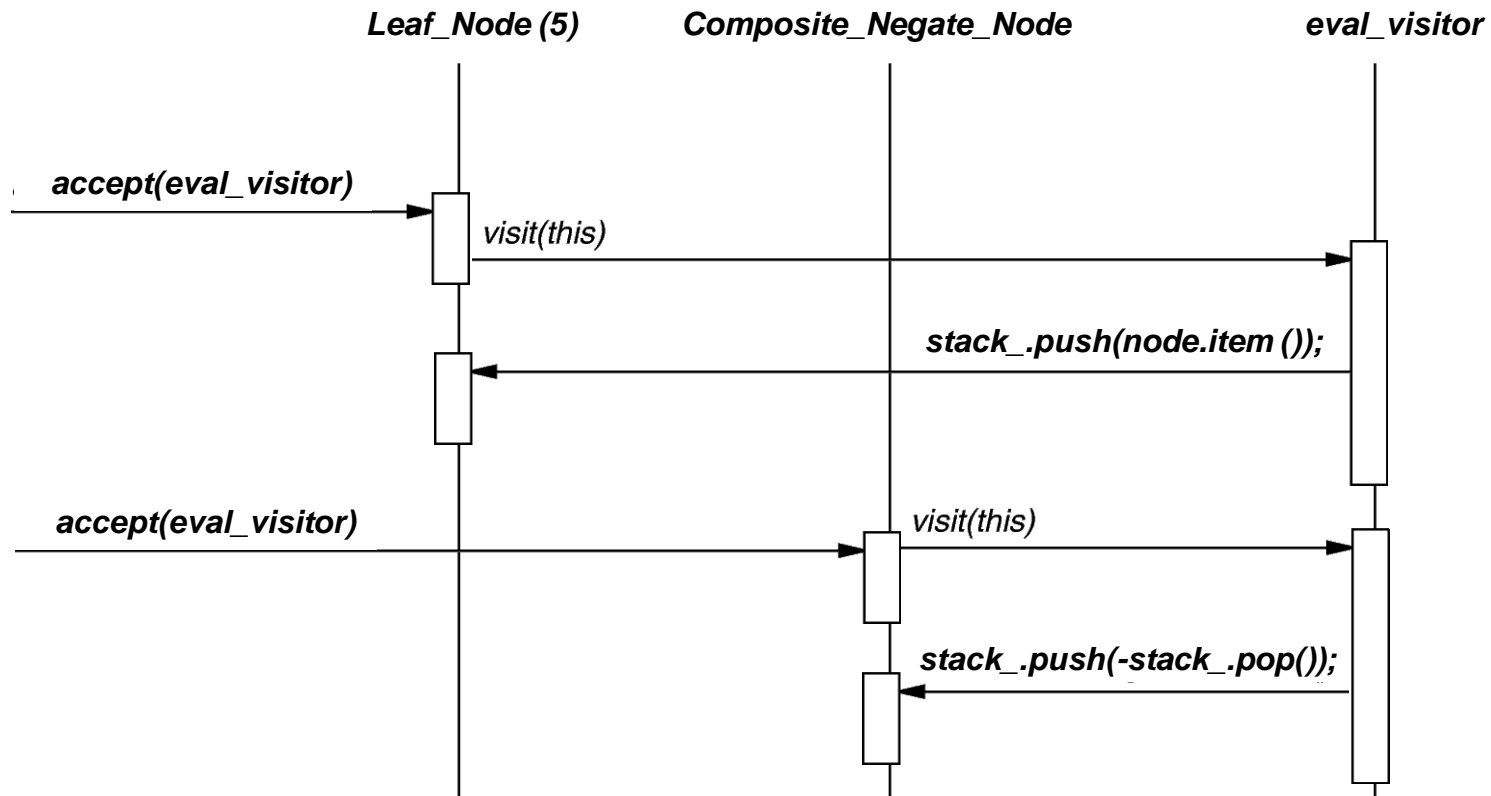 Leaf_Node (5) Composite_Negate_Node eval_visitor
accept(eval_visitor)
visit(this)
stack_.push(node.item ());
accept(eval_visitor) visit(this)
stack_.push(-stack_.pop());